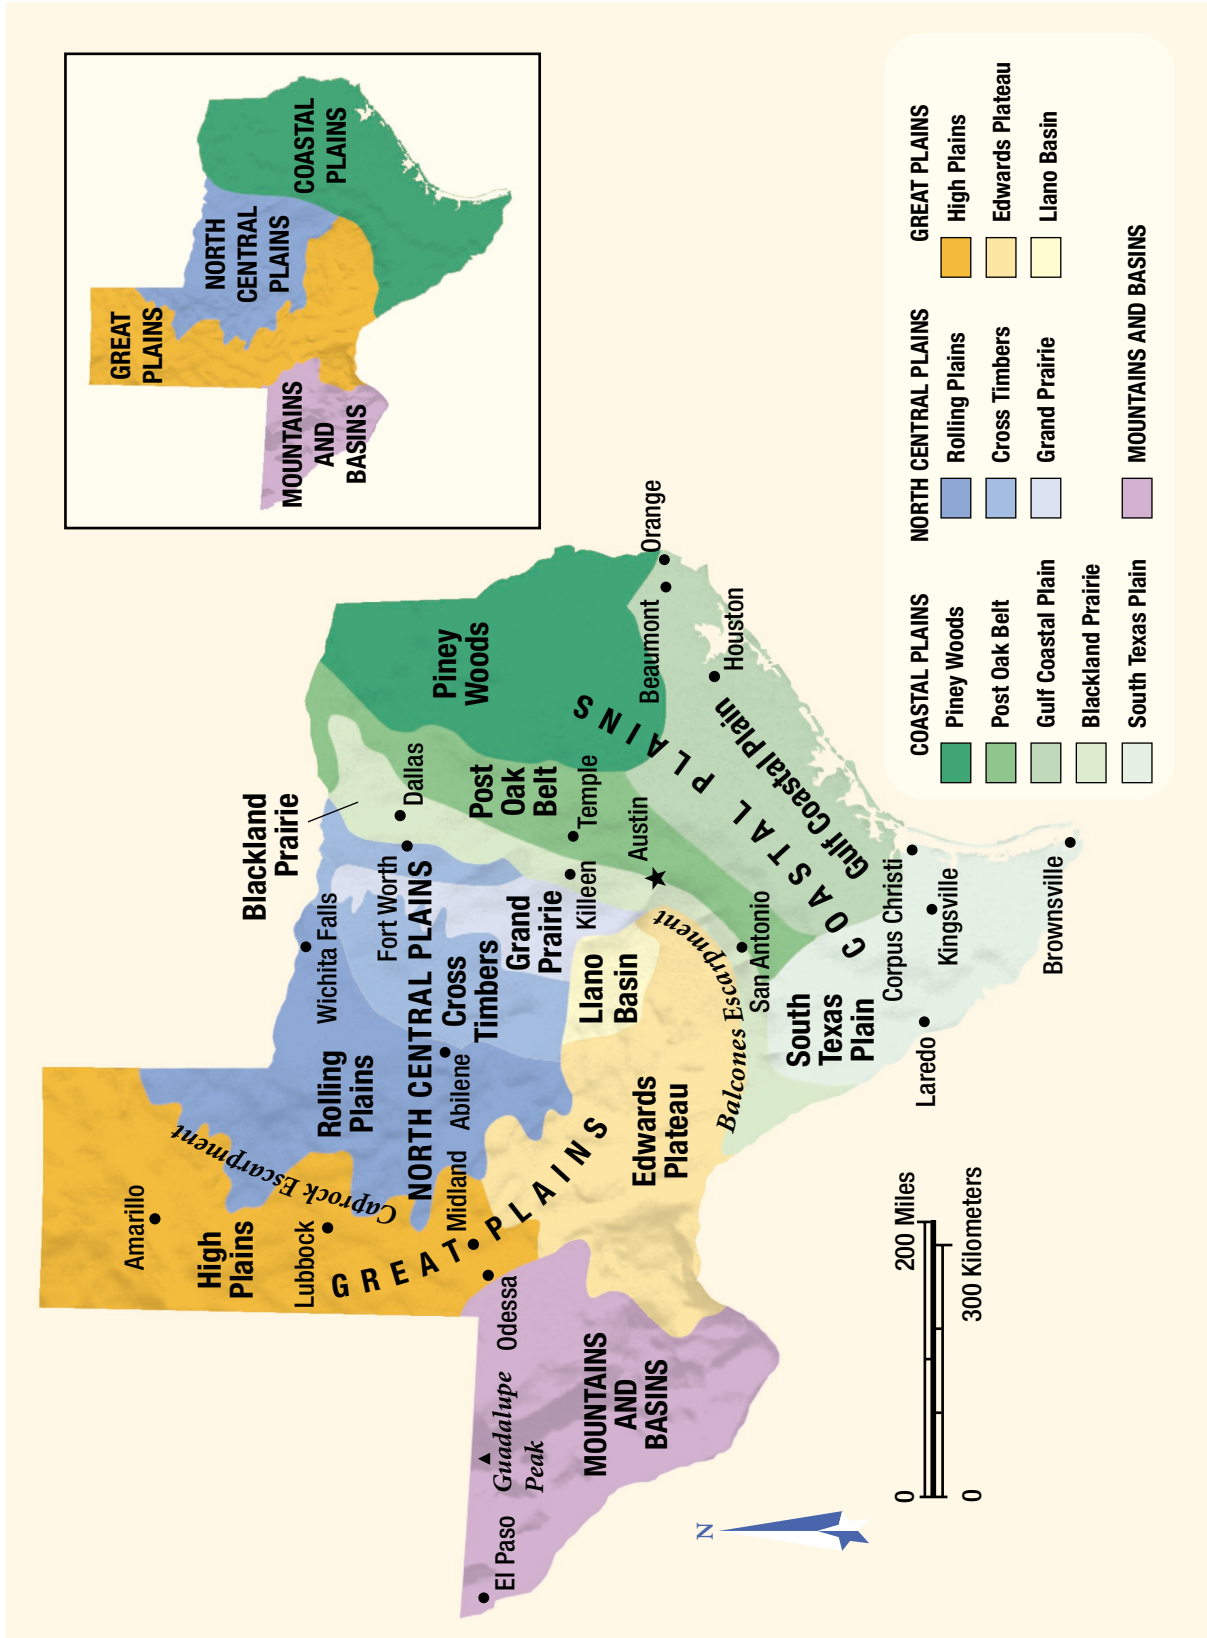 GREAT
PLAINS
NORTH
CENTRAL
PLAINS
COASTAL
PLAINS
MOUNTAINS
AND
BASINS
Amarillo
High
Plains
Lubbock
Caprock Escarpment
GREAT PLAINS
Midland
Odessa
Rolling
Plains
Wichita Falls
NORTH CENTRAL PLAINS
Abilene
Cross
Timbers
Fort Worth
Grand
Prairie
Blackland
Prairie
Dallas
Post
Oak
Belt
Piney
Woods
Killeen
Temple
Austin
Llano
Basin
Edwards
Plateau
Balcones Escarpment
San Antonio
COASTAL PLAINS
Gulf Coastal Plain
Beaumont
Orange
Houston
South
Texas
Plain
Corpus Christi
Kingsville
Laredo
Brownsville
El Paso
Guadalupe
Peak
MOUNTAINS
AND
BASINS
N
0
200 Miles
0
300 Kilometers
COASTAL PLAINS
Piney Woods
Post Oak Belt
Gulf Coastal Plain
Blackland Prairie
South Texas Plain
NORTH CENTRAL PLAINS
Rolling Plains
Cross Timbers
Grand Prairie
MOUNTAINS AND BASINS
GREAT PLAINS
High Plains
Edwards Plateau
Llano Basin